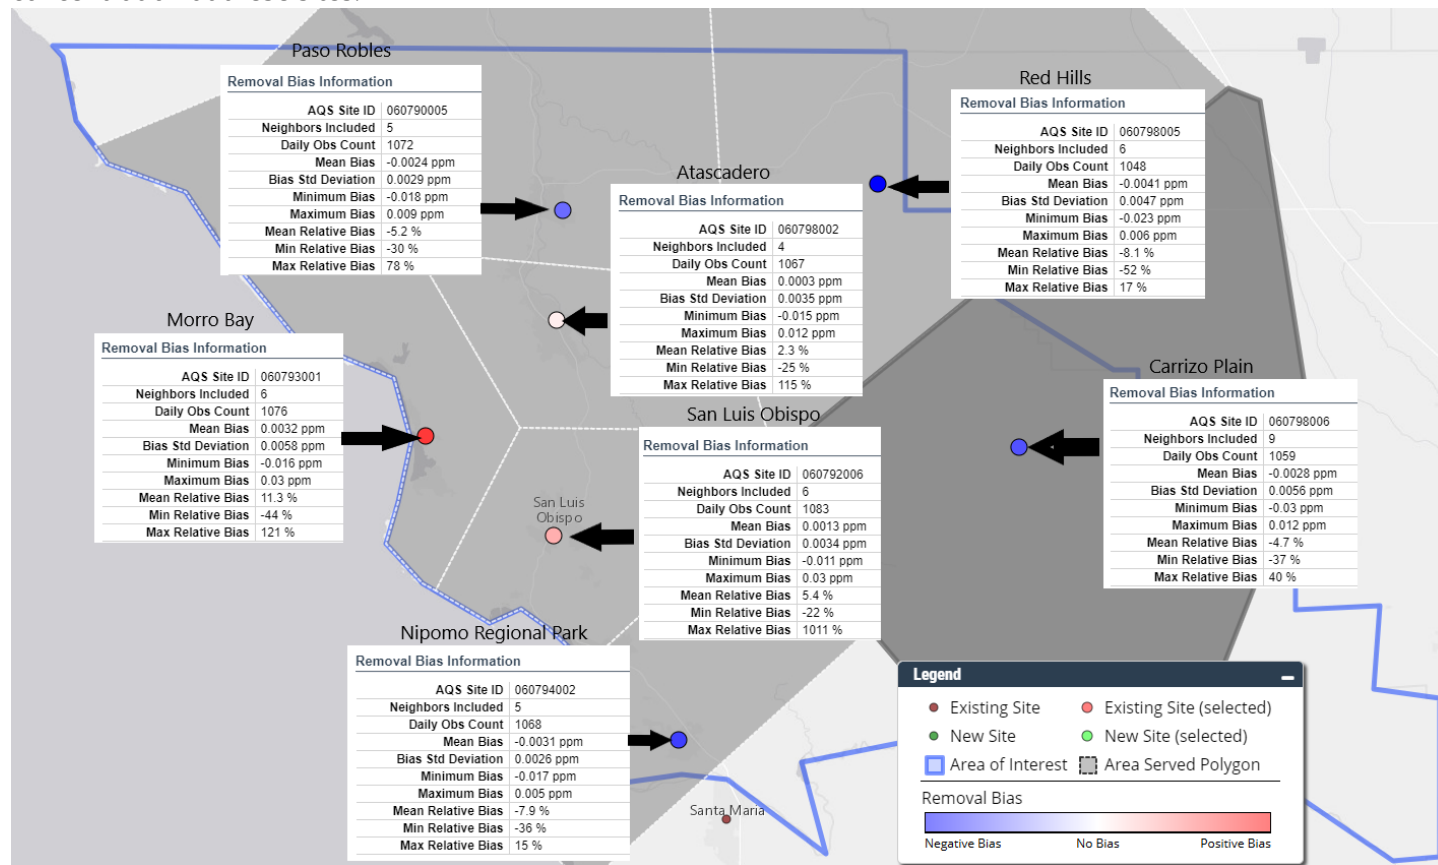 Paso Robles
Removal Bias Information
AQS Site ID 060790005
Neighbors Included 5
Daily Obs Count 1072
Mean Bias -0.0024 ppm
Bias Std Deviation 0.0029 ppm
Minimum Bias -0.018 ppm
Maximum Bias 0.009 ppm
Mean Relative Bias -5.2 %
Min Relative Bias -30 %
Max Relative Bias 78 %
Red Hills
Removal Bias Information
AQS Site ID 060798005
Neighbors Included 6
Daily Obs Count 1048
Mean Bias -0.0041 ppm
Bias Std Deviation 0.0047 ppm
Minimum Bias -0.023 ppm
Maximum Bias 0.006 ppm
Mean Relative Bias -8.1 %
Min Relative Bias -52 %
Max Relative Bias 17 %
Atascadero
Removal Bias Information
AQS Site ID 060798002
Neighbors Included 4
Daily Obs Count 1067
Mean Bias 0.0003 ppm
Bias Std Deviation 0.0035 ppm
Minimum Bias -0.015 ppm
Maximum Bias 0.012 ppm
Mean Relative Bias 2.3 %
Min Relative Bias -25 %
Max Relative Bias 115 %
Morro Bay
Removal Bias Information
AQS Site ID 060793001
Neighbors Included 6
Daily Obs Count 1076
Mean Bias 0.0032 ppm
Bias Std Deviation 0.0058 ppm
Minimum Bias -0.016 ppm
Maximum Bias 0.03 ppm
Mean Relative Bias 11.3 %
Min Relative Bias -44 %
Max Relative Bias 121 %
Carrizo Plain
Removal Bias Information
AQS Site ID 060798006
Neighbors Included 9
Daily Obs Count 1059
Mean Bias -0.0028 ppm
Bias Std Deviation 0.0056 ppm
Minimum Bias -0.03 ppm
Maximum Bias 0.012 ppm
Mean Relative Bias -4.7 %
Min Relative Bias -37 %
Max Relative Bias 40 %
San Luis Obispo
Removal Bias Information
AQS Site ID 060792006
Neighbors Included 6
Daily Obs Count 1083
Mean Bias 0.0013 ppm
Bias Std Deviation 0.0034 ppm
Minimum Bias -0.011 ppm
Maximum Bias 0.03 ppm
Mean Relative Bias 5.4 %
Min Relative Bias -22 %
Max Relative Bias 1011 %
San Luis
Obispo
Nipomo Regional Park
Removal Bias Information
AQS Site ID 060794002
Neighbors Included 5
Daily Obs Count 1068
Mean Bias -0.0031 ppm
Bias Std Deviation 0.0026 ppm
Minimum Bias -0.017 ppm
Maximum Bias 0.005 ppm
Mean Relative Bias -7.9 %
Min Relative Bias -36 %
Max Relative Bias 15 %
Santa Maria
Legend
Existing Site Existing Site (selected)
New Site New Site (selected)
Area of Interest Area Served Polygon
Removal Bias
Negative Bias No Bias Positive Bias